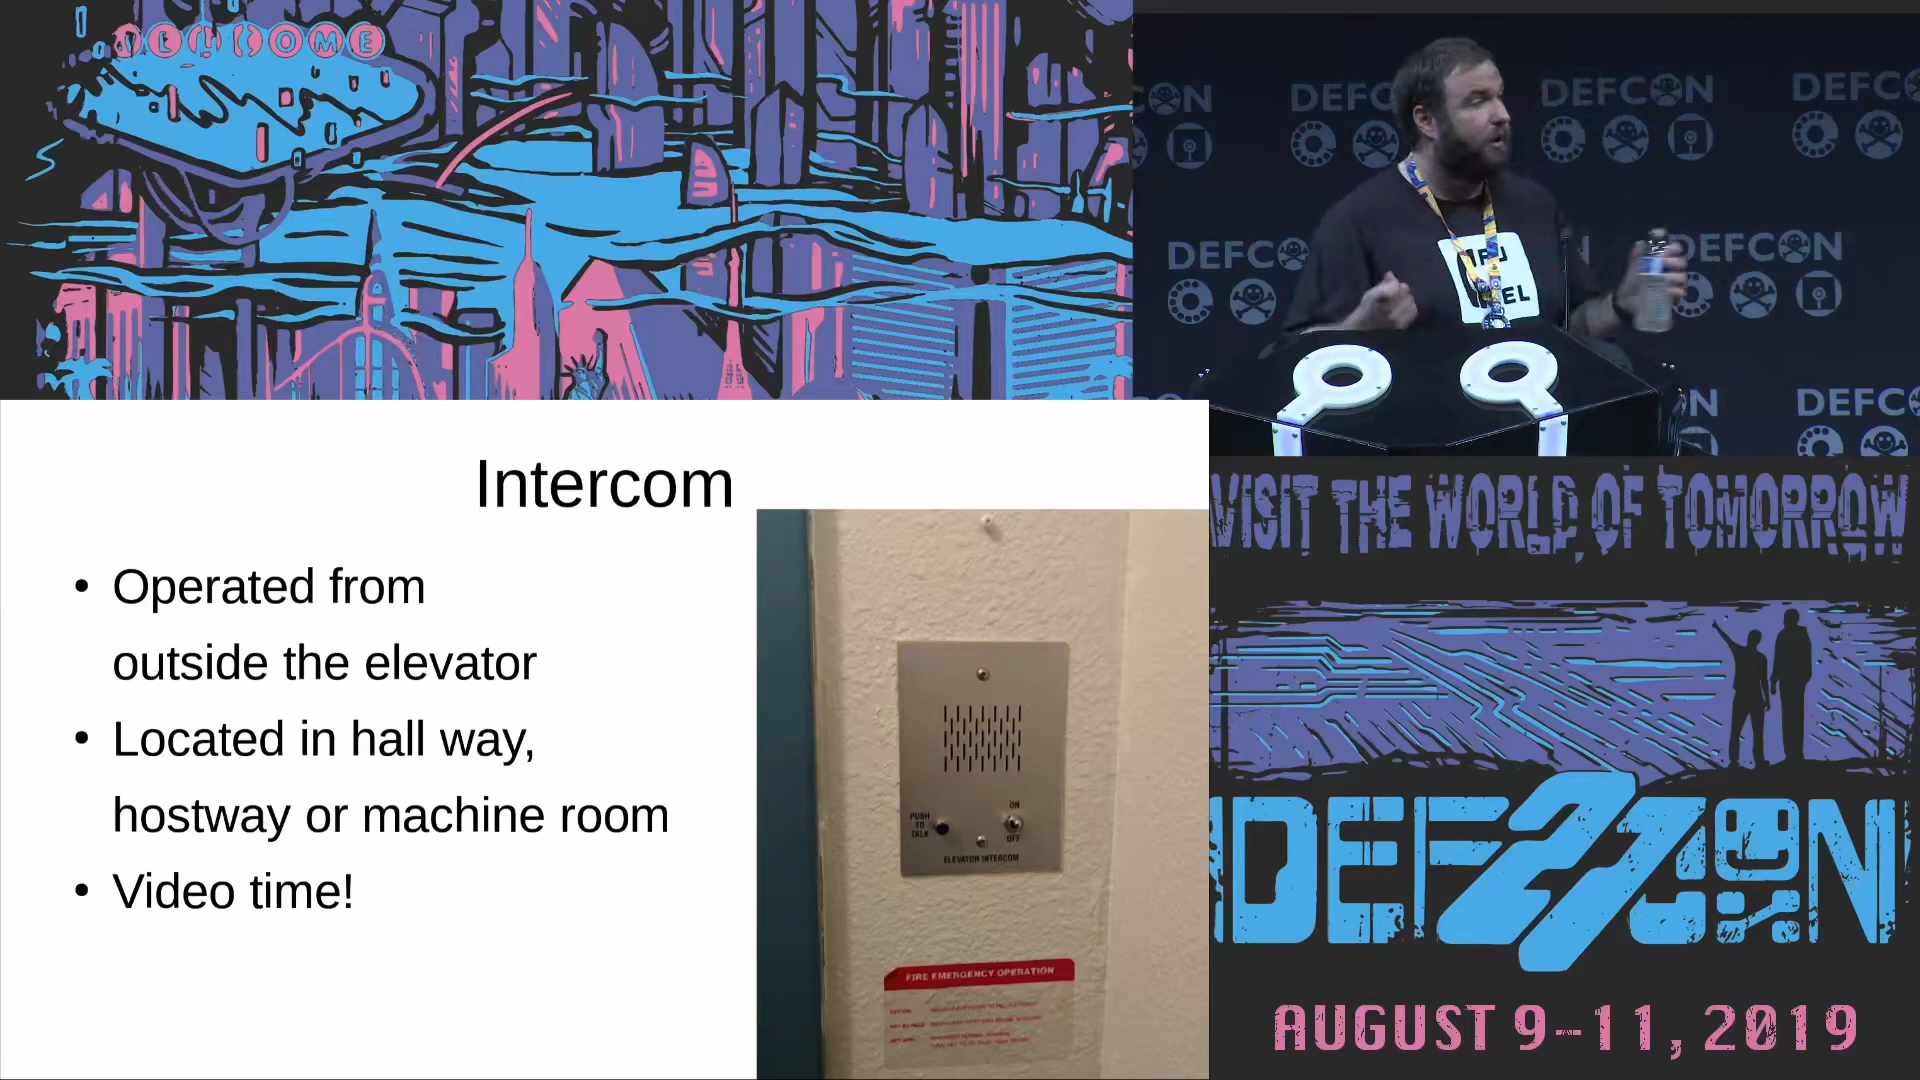 WELCOME
DEFCON
DEFCON
DEFCON
DEFCON
DEFCON
DEFCON
Intercom
• Operated from
outside the elevator
• Located in hall way,
hostway or machine room
• Video time!
PUSH
TO
TALK
ON
OFF
ELEVATOR INTERCOM
FIRE EMERGENCY OPERATION
VISIT THE WORLD OF TOMORROW
DEFCON
27
AUGUST 9-11, 2019